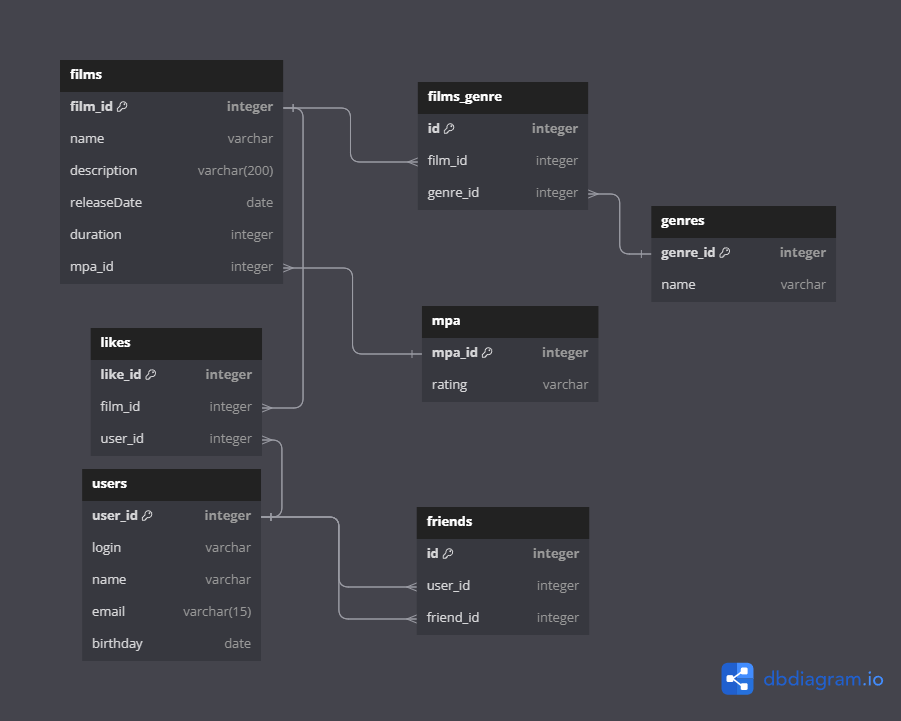 films
film_id integer
name varchar
description varchar(200)
releaseDate date
duration integer
mpa_id integer
films_genre
id integer
film_id integer
genre_id integer
genres
genre_id integer
name varchar
mpa
mpa_id integer
rating varchar
likes
like_id integer
film_id integer
user_id integer
users
user_id integer
login varchar
name varchar
email varchar(15)
birthday date
friends
id integer
user_id integer
friend_id integer
dbdiagram.io